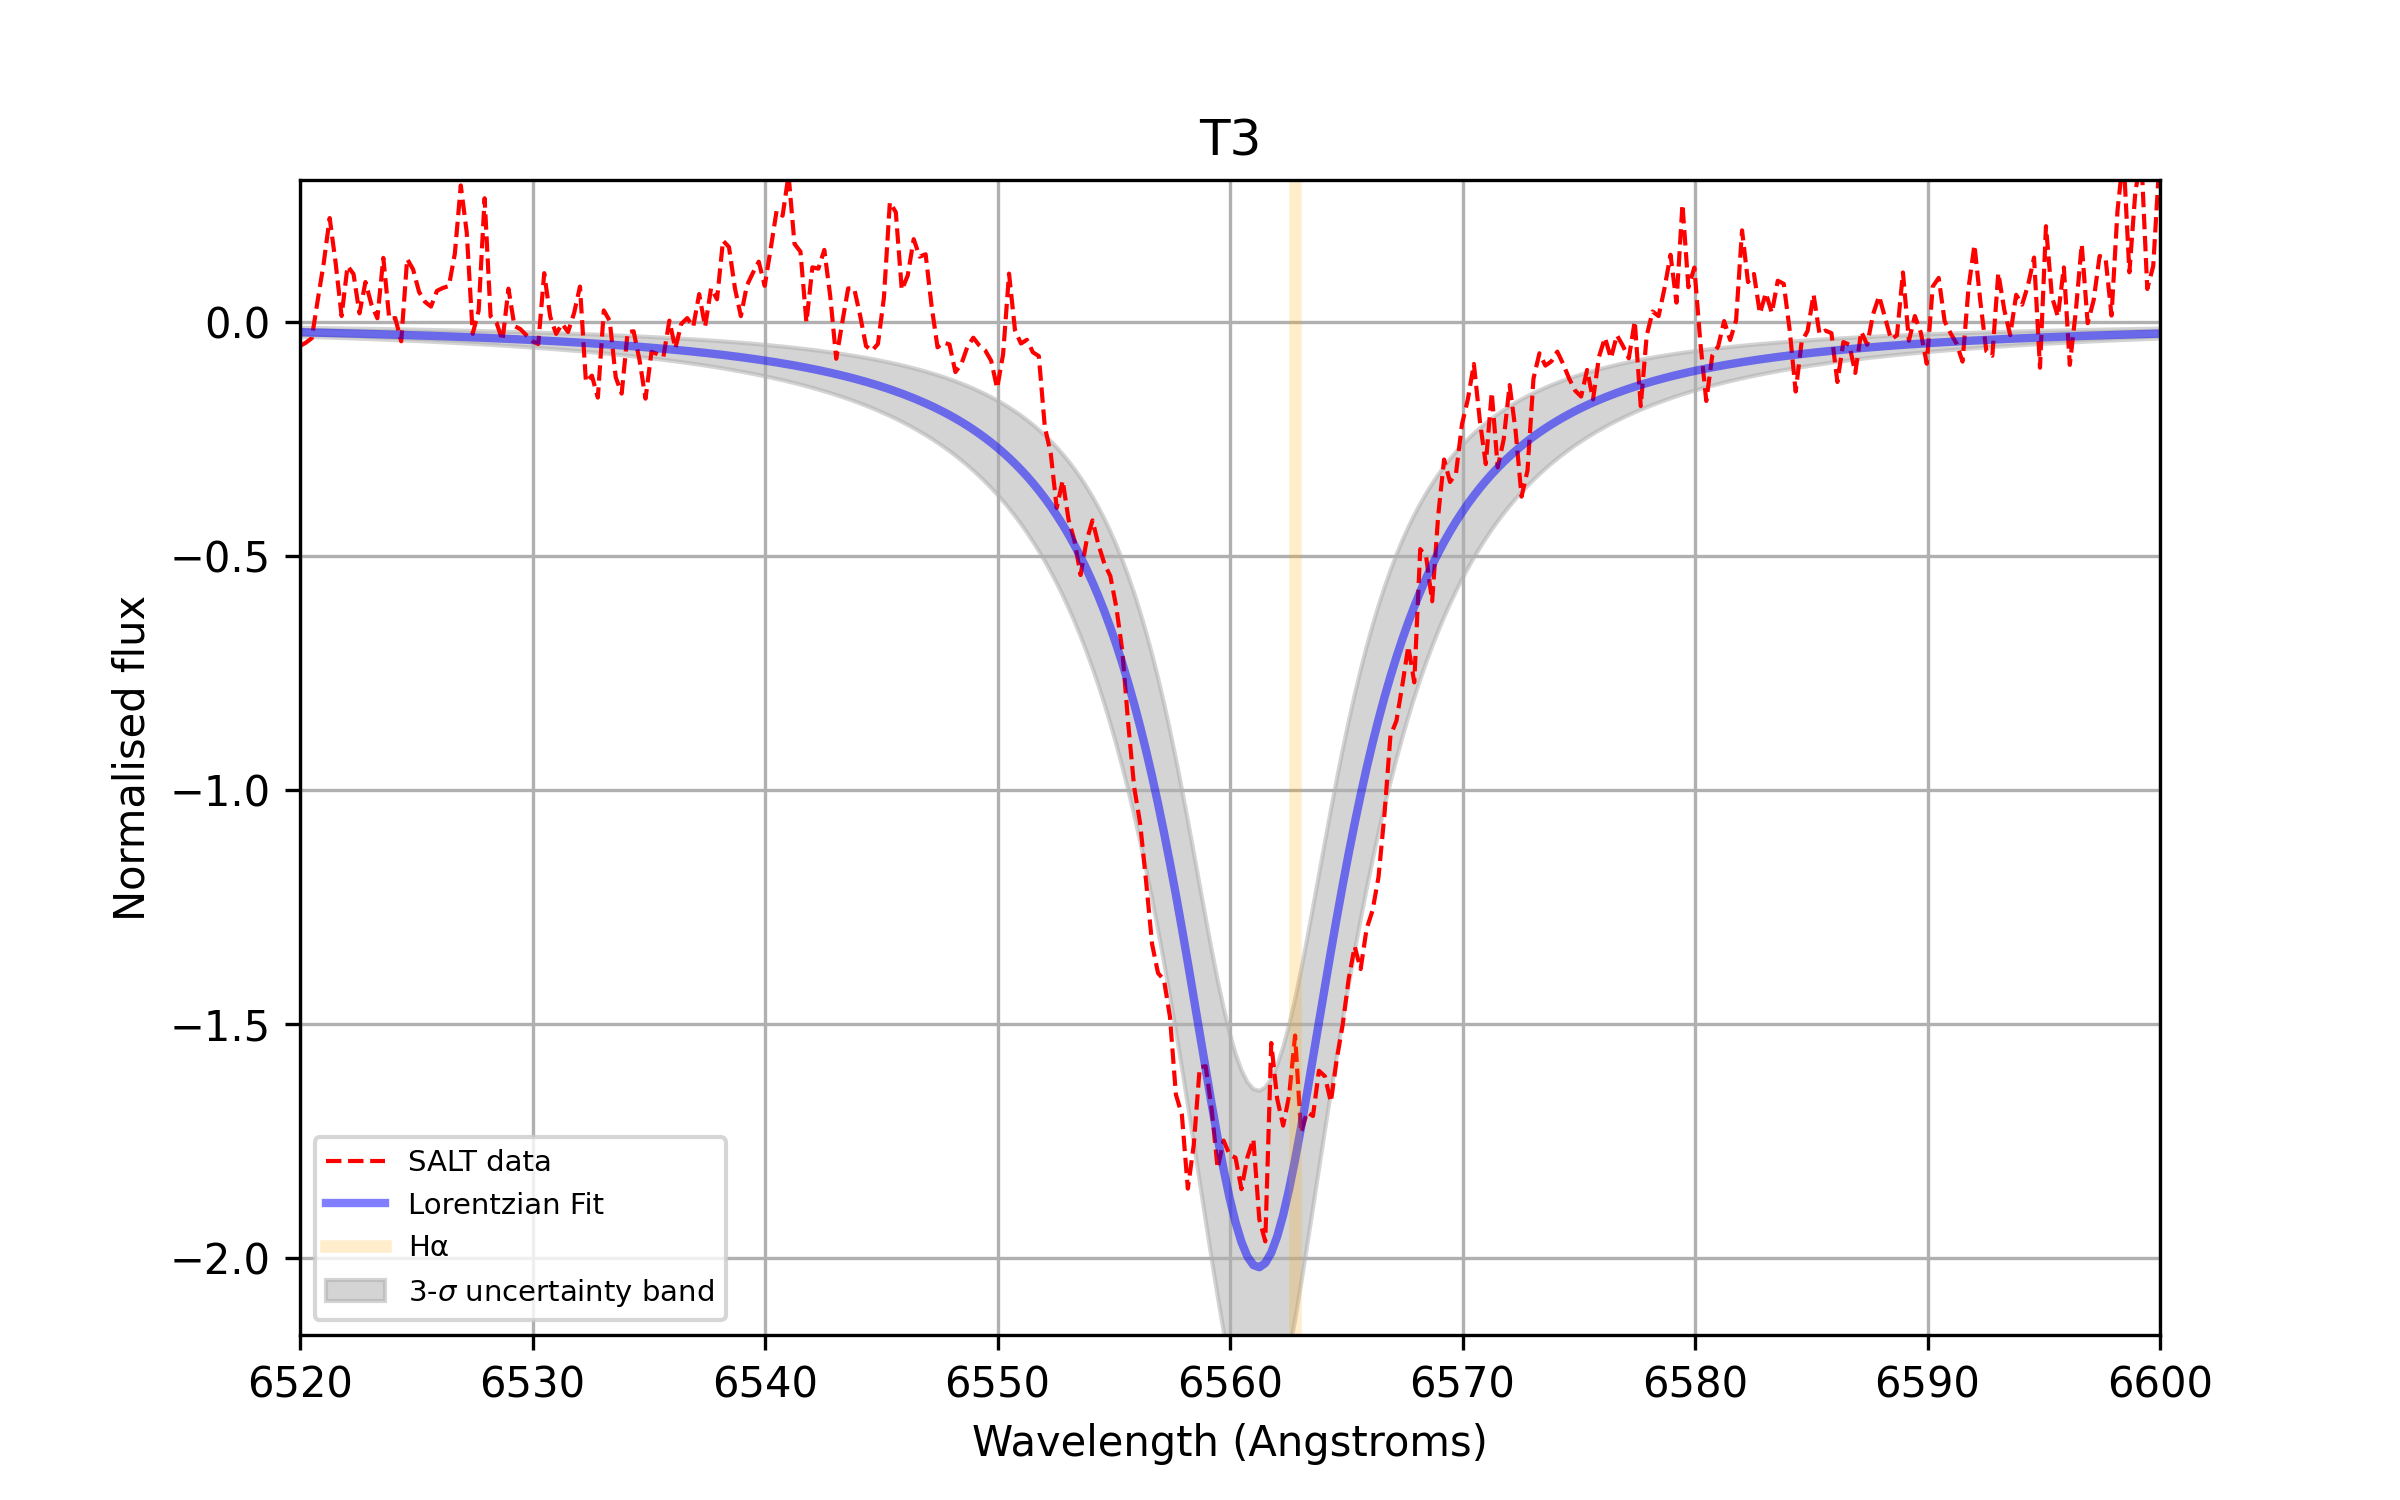 T3
Normalised flux
0.0
−0.5
−1.0
−1.5
−2.0
SALT data
Lorentzian Fit
Hα
3-σ uncertainty band
6520 6530 6540 6550 6560 6570 6580 6590 6600
Wavelength (Angstroms)